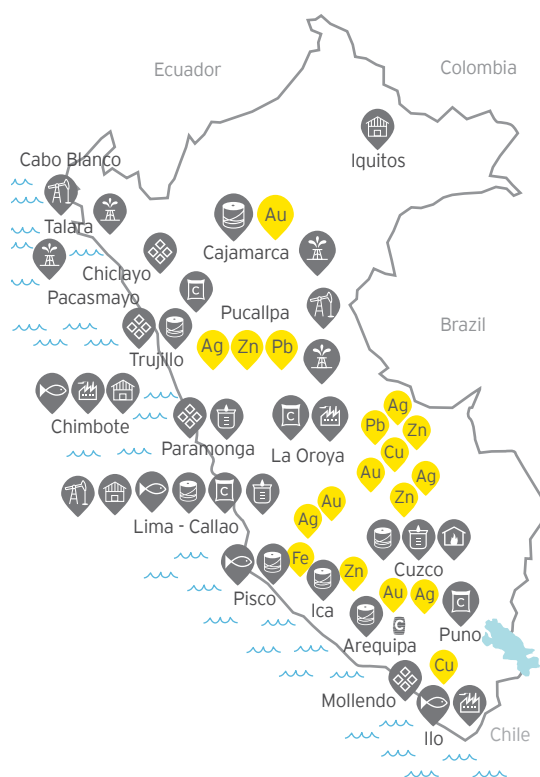 Ecuador
Colombia
Iquitos
Cabo Blanco
Talara
Au
Cajamarca
Chiclayo
Pacasmayo
C
Pucallpa
Brazil
Trujillo
Ag Zn Pb
Chimbote
Paramonga
C
La Oroya
Ag
Pb
Zn
Cu
Au
Ag
Zn
C
Lima - Callao
Au
Ag
Fe
Cuzco
Pisco
Zn
Ica
Au Ag
C
Puno
C
Arequipa
Cu
Mollendo
Ilo
Chile